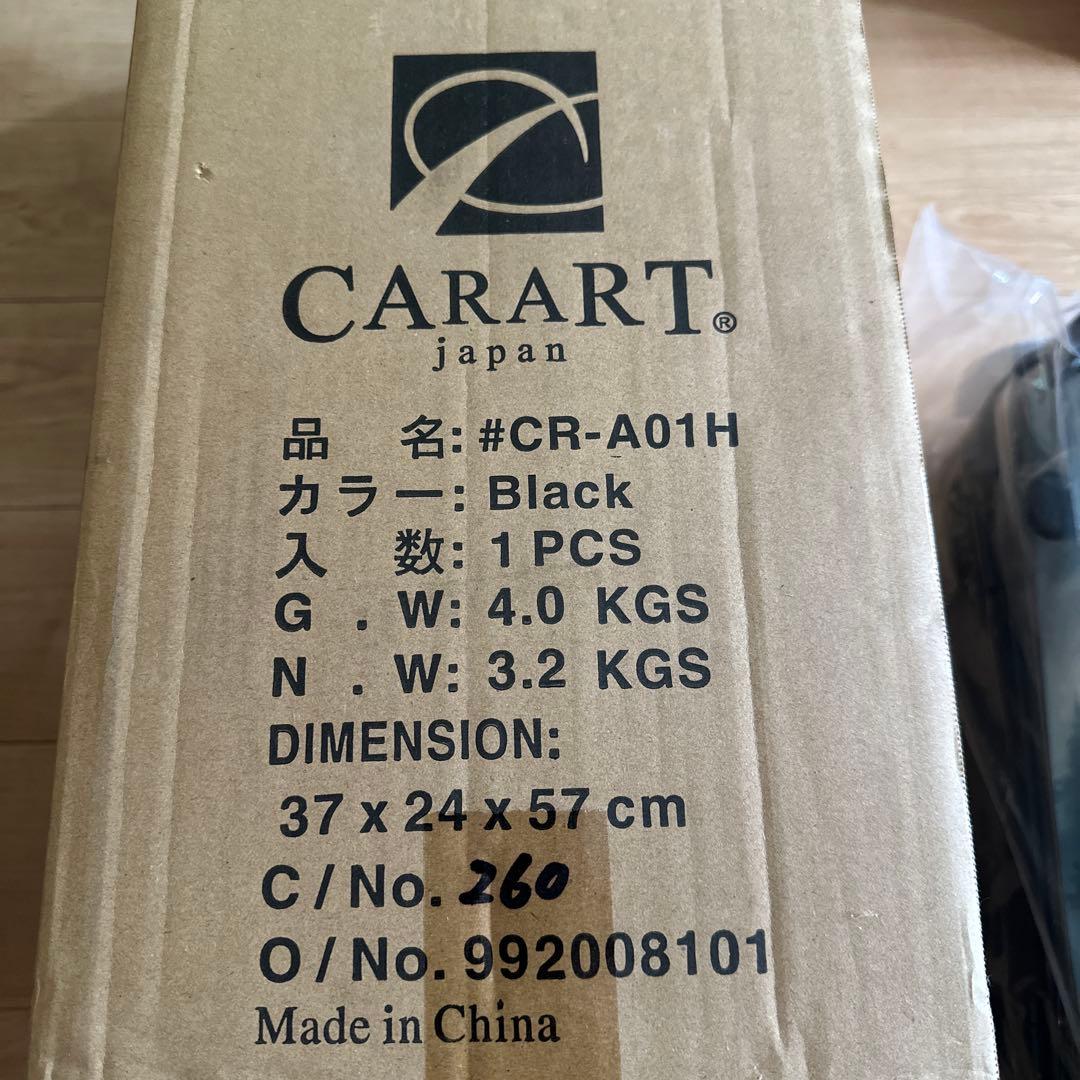 CARART®
japan
品 名: #CR-A01H
カラー: Black
入 数: 1 PCS
G . W: 4.0 KGS
N . W: 3.2 KGS
DIMENSION:
37 x 24 x 57 cm
C/No. 260
O/No. 992008101
Made in China